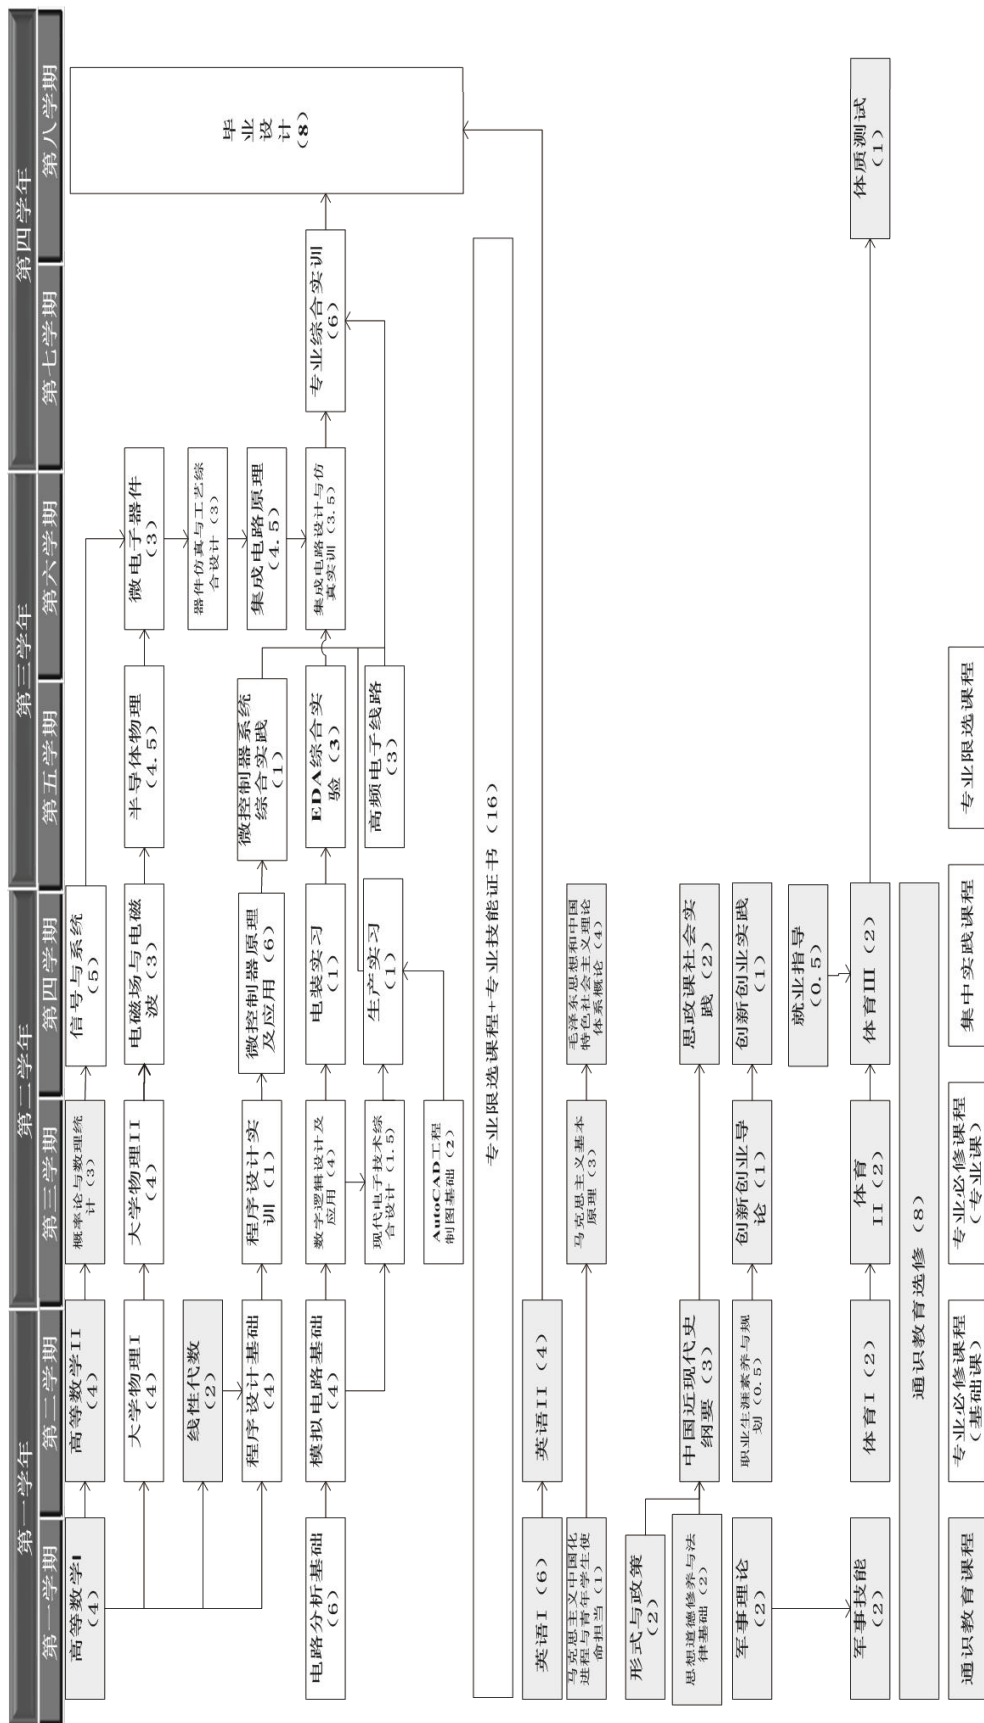 第一学年
第二学年
第三学年
第四学年
第一学期
第二学期
第三学期
第四学期
第五学期
第六学期
第七学期
第八学期
高等数学I
(4)
高等数学II
(4)
概率论与数理统
计(3)
信号与系统
(5)
大学物理I
(4)
大学物理II
(4)
电磁场与电磁
波(3)
半导体物理
(4.5)
微电子器件
(3)
线性代数
(2)
器件仿真与工艺综
合设计(3)
程序设计基础
(4)
程序设计实
训(1)
微控制器原理
及应用(6)
微控制器系统
综合实践
(1)
集成电路原理
(4.5)
电路分析基础
(6)
模拟电路基础
(4)
数字逻辑设计及
应用(4)
电装实习
(1)
EDA综合实
验(3)
集成电路设计与仿
真实训(3.5)
专业综合实训
(6)
毕业
设计
(8)
现代电子技术综
合设计(1.5)
生产实习
(1)
高频电子线路
(3)
AutoCAD工程
制图基础(2)
专业限选课程+专业技能证书(16)
英语I(6)
英语II(4)
马克思主义中国化
进程与青年学生使
命担当(1)
马克思主义基本
原理(3)
毛泽东思想和中国
特色社会主义理论
体系概论(4)
形式与政策
(2)
思想道德修养与法
律基础(2)
中国近现代史
纲要(3)
思政课社会实
践(2)
军事理论
(2)
职业生涯素养与规
划(0.5)
创新创业导
论(1)
创新创业实践
(1)
就业指导
(0.5)
军事技能
(2)
体育I(2)
体育
II(2)
体育III(2)
体质测试
(1)
通识教育选修(8)
通识教育课程
专业必修课程
(基础课)
专业必修课程
(专业课)
集中实践课程
专业限选课程